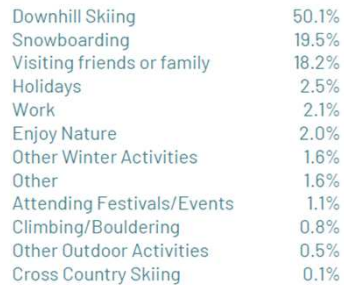 Downhill Skiing 50.1%
Snowboarding 19.5%
Visiting friends or family 18.2%
Holidays 2.5%
Work 2.1%
Enjoy Nature 2.0%
Other Winter Activities 1.6%
Other 1.6%
Attending Festivals/Events 1.1%
Climbing/Bouldering 0.8%
Other Outdoor Activities 0.5%
Cross Country Skiing 0.1%